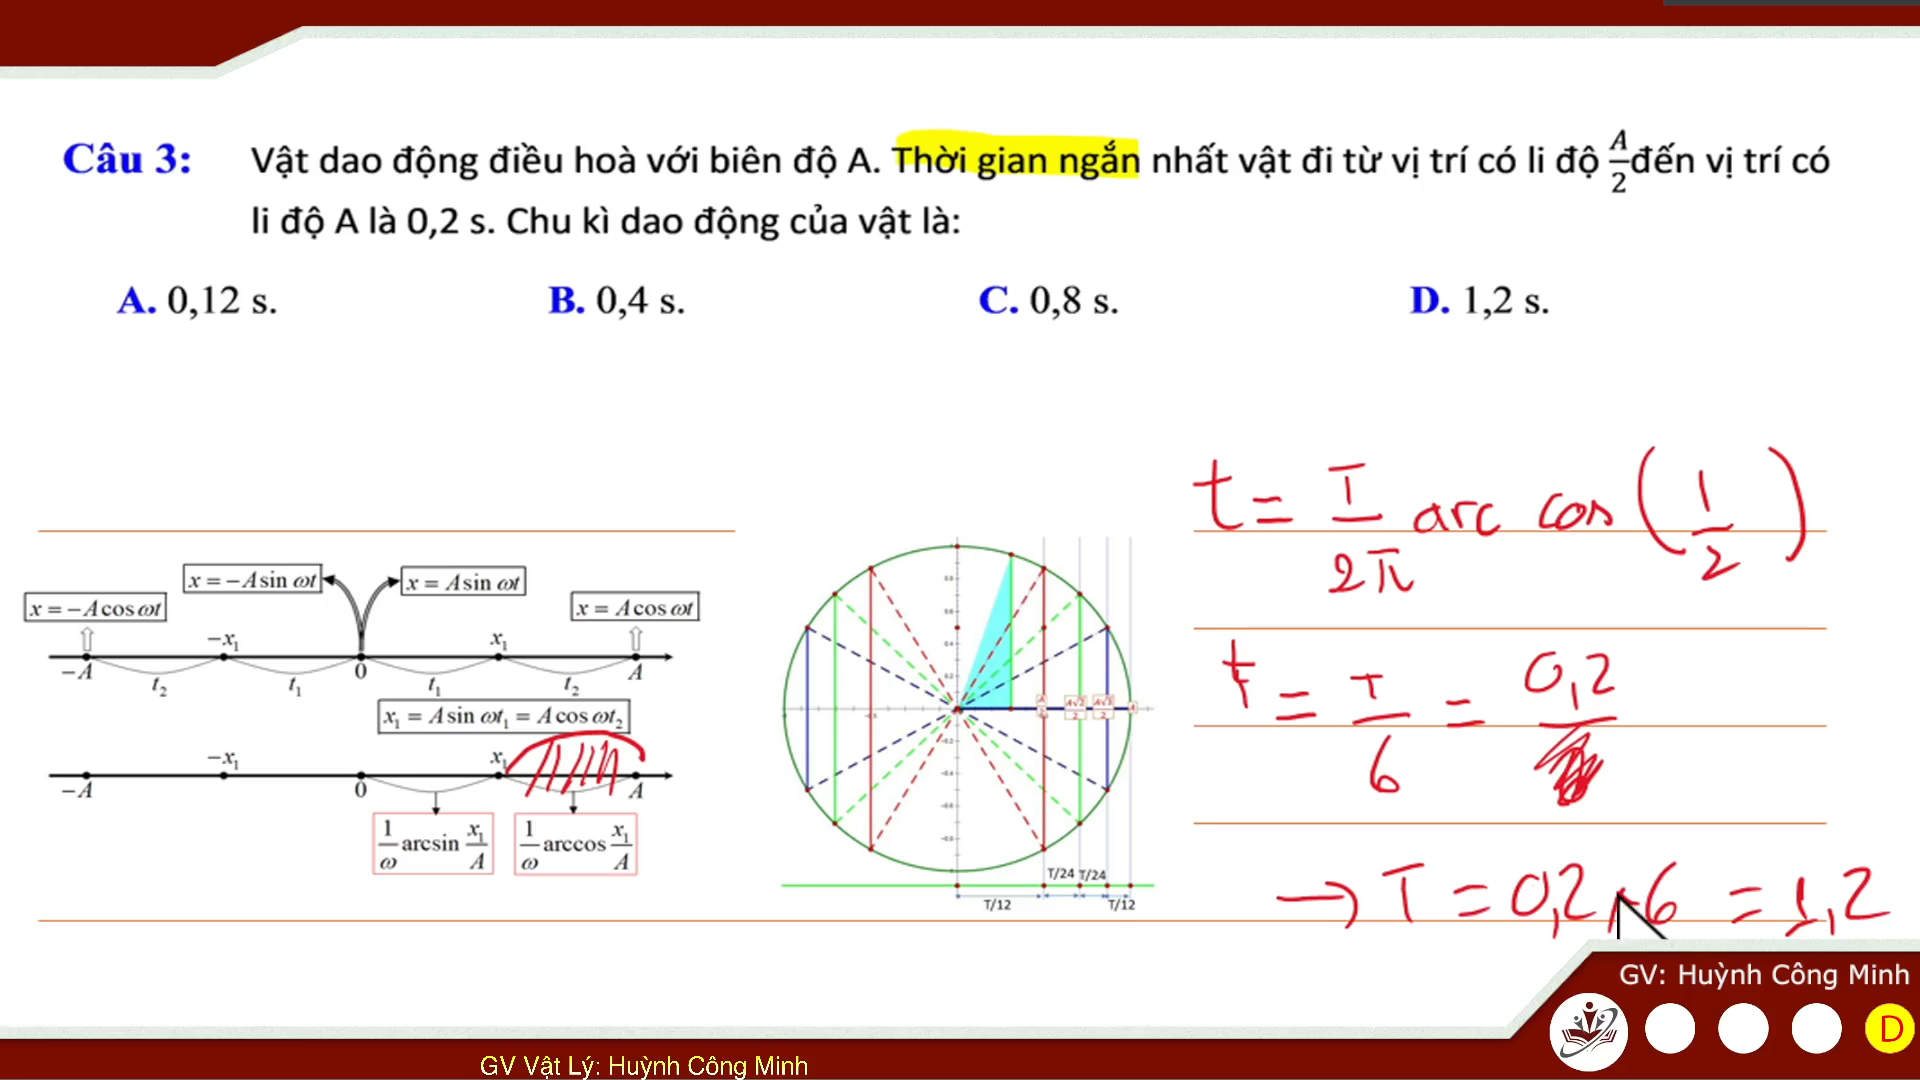 Câu 3: Vật dao động điều hoà với biên độ A. Thời gian ngắn nhất vật đi từ vị trí có li độ A/2 đến vị trí có
li độ A là 0,2 s. Chu kì dao động của vật là:
A. 0,12 s. B. 0,4 s. C. 0,8 s. D. 1,2 s.
t = T/2π arc cos (1/2)
x = −A sin ωt x = A sin ωt
x = −A cos ωt x = A cos ωt
−x₁ x₁
−A 0 A
t₂ t₁ t₁ t₂
x₁ = A sin ωt₁ = A cos ωt₂
−x₁ x₁
−A 0 A
1/ω arcsin x₁/A 1/ω arccos x₁/A
T/24 T/24
T/12 T/12
t = T/6 = 0,2
→ T = 0,2 × 6 = 1,2
GV: Huỳnh Công Minh
D
GV Vật Lý: Huỳnh Công Minh